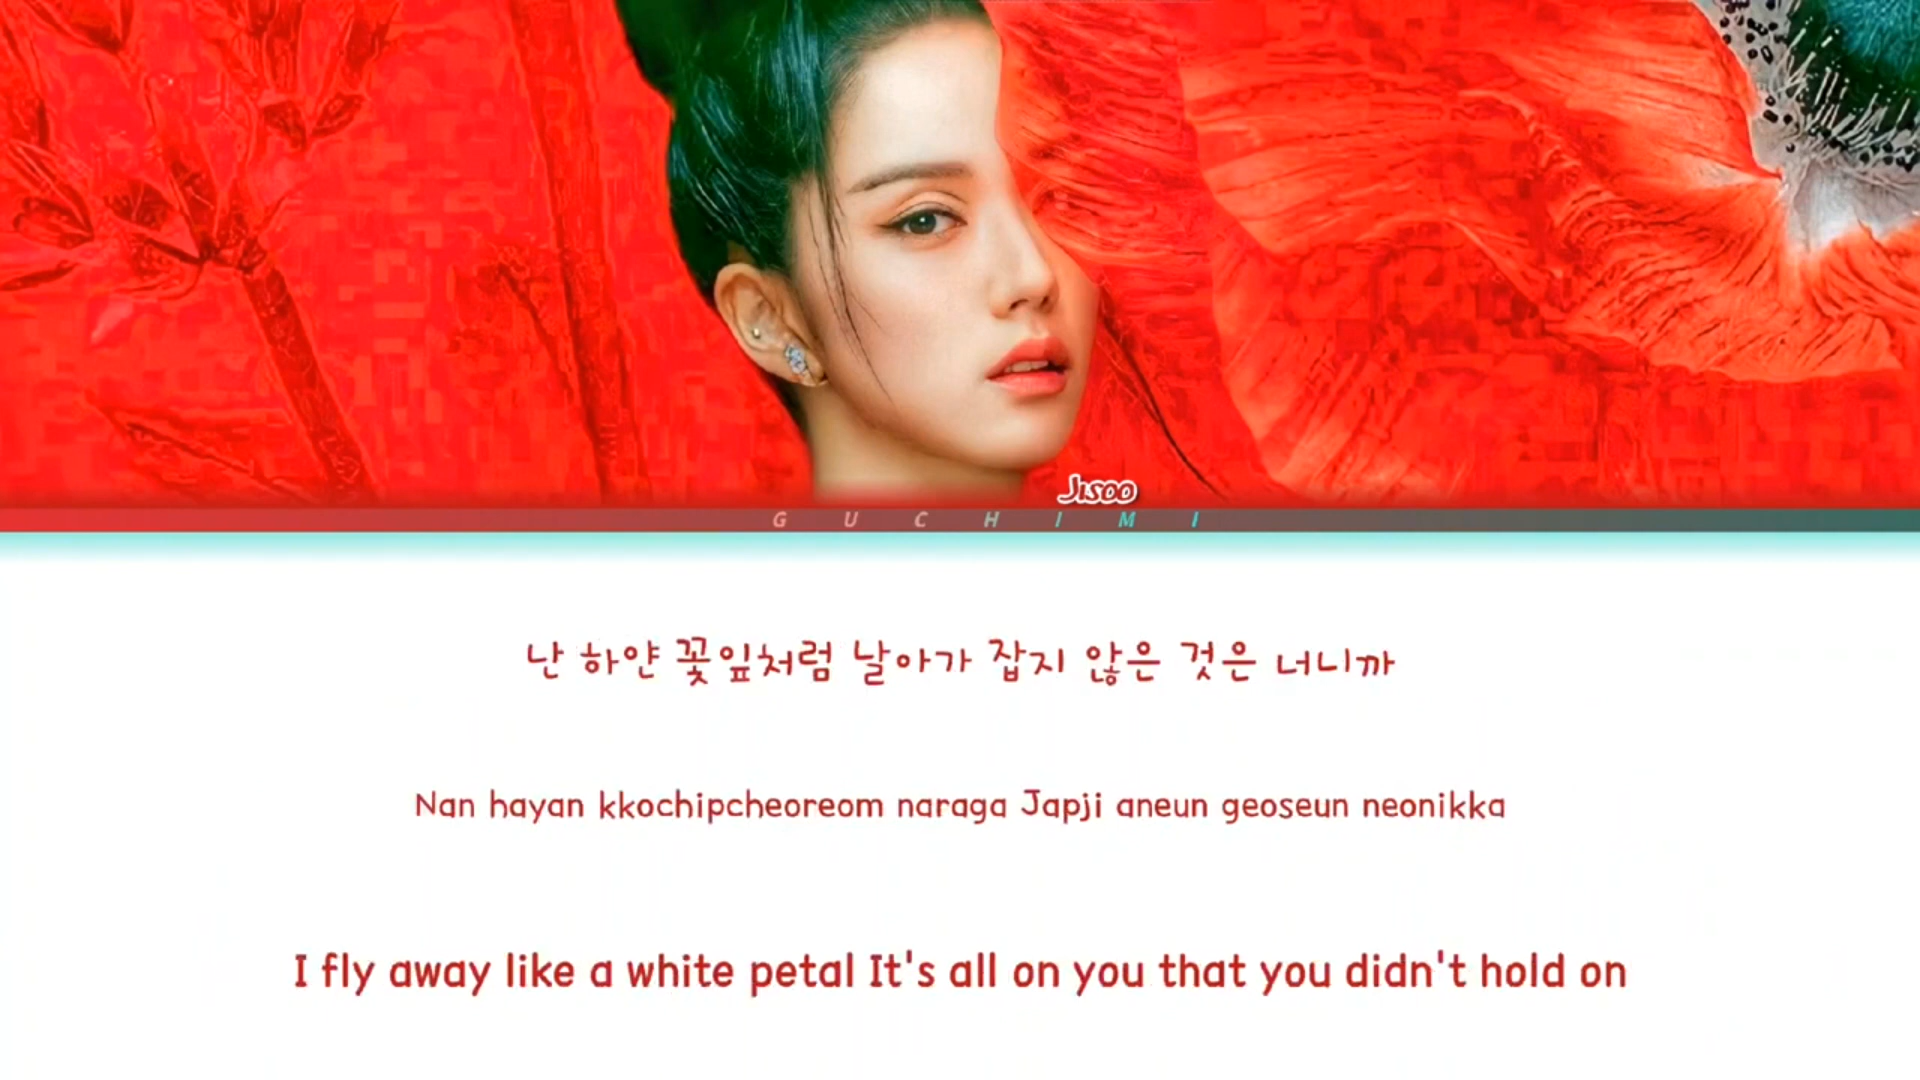 Jisoo
GUCHIMI
난 하얀 꽃잎처럼 날아가 잡지 않은 것은 너니까
Nan hayan kkochipcheoreom naraga Japji aneun geoseun neonikka
I fly away like a white petal It's all on you that you didn't hold on